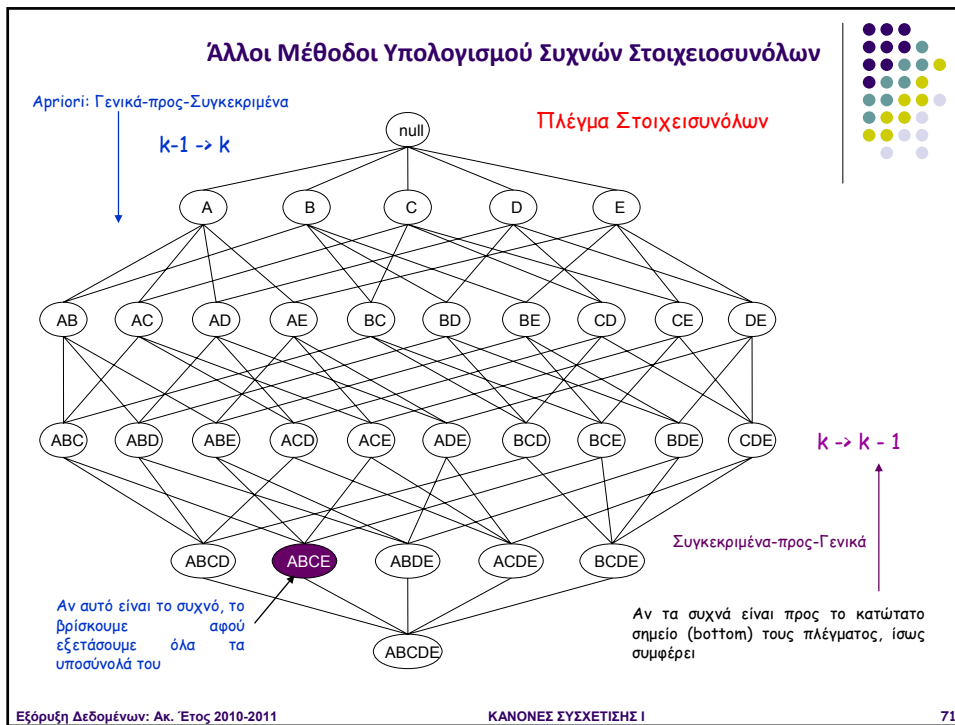 Άλλοι Μέθοδοι Υπολογισμού Συχνών Στοιχειοσυνόλων
Apriori: Γενικά-προς-Συγκεκριμένα
k-1 -> k
Πλέγμα Στοιχεισυνόλων
null
A B C D E
AB AC AD AE BC BD BE CD CE DE
ABC ABD ABE ACD ACE ADE BCD BCE BDE CDE
k -> k - 1
ABCD ABCE ABDE ACDE BCDE
Συγκεκριμένα-προς-Γενικά
Αν αυτό είναι το συχνό, το
βρίσκουμε αφού
εξετάσουμε όλα τα
υποσύνολά του
ABCDE
Αν τα συχνά είναι προς το κατώτατο
σημείο (bottom) τους πλέγματος, ίσως
συμφέρει
Εξόρυξη Δεδομένων: Ακ. Έτος 2010-2011 ΚΑΝΟΝΕΣ ΣΥΣΧΕΤΙΣΗΣ Ι 71